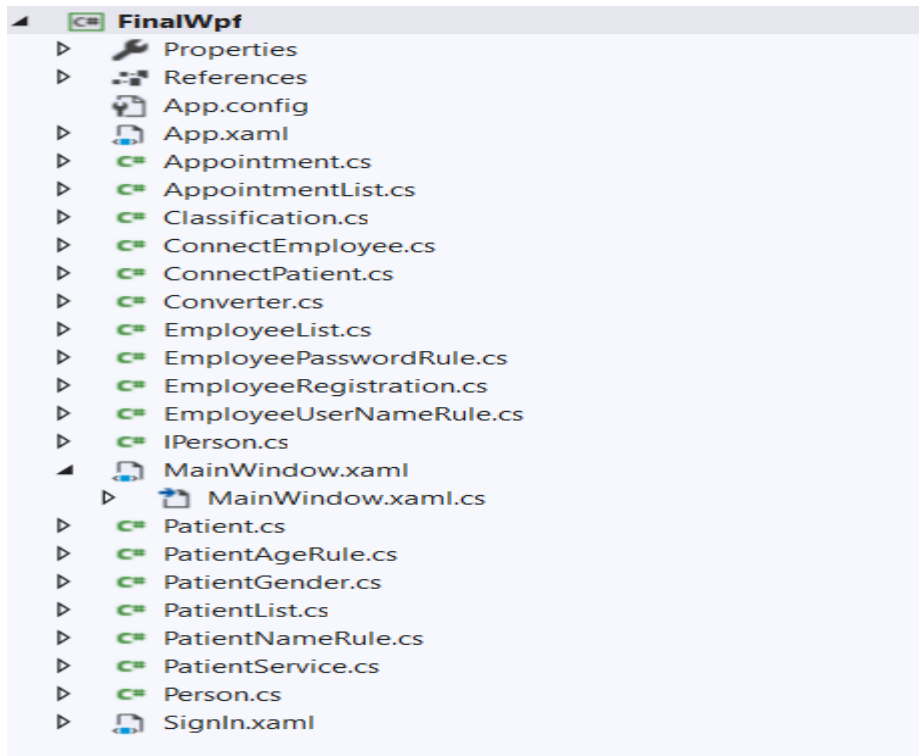 C# FinalWpf
Properties
References
App.config
App.xaml
C# Appointment.cs
C# AppointmentList.cs
C# Classification.cs
C# ConnectEmployee.cs
C# ConnectPatient.cs
C# Converter.cs
C# EmployeeList.cs
C# EmployeePasswordRule.cs
C# EmployeeRegistration.cs
C# EmployeeUserNameRule.cs
C# IPerson.cs
MainWindow.xaml
MainWindow.xaml.cs
C# Patient.cs
C# PatientAgeRule.cs
C# PatientGender.cs
C# PatientList.cs
C# PatientNameRule.cs
C# PatientService.cs
C# Person.cs
SignIn.xaml